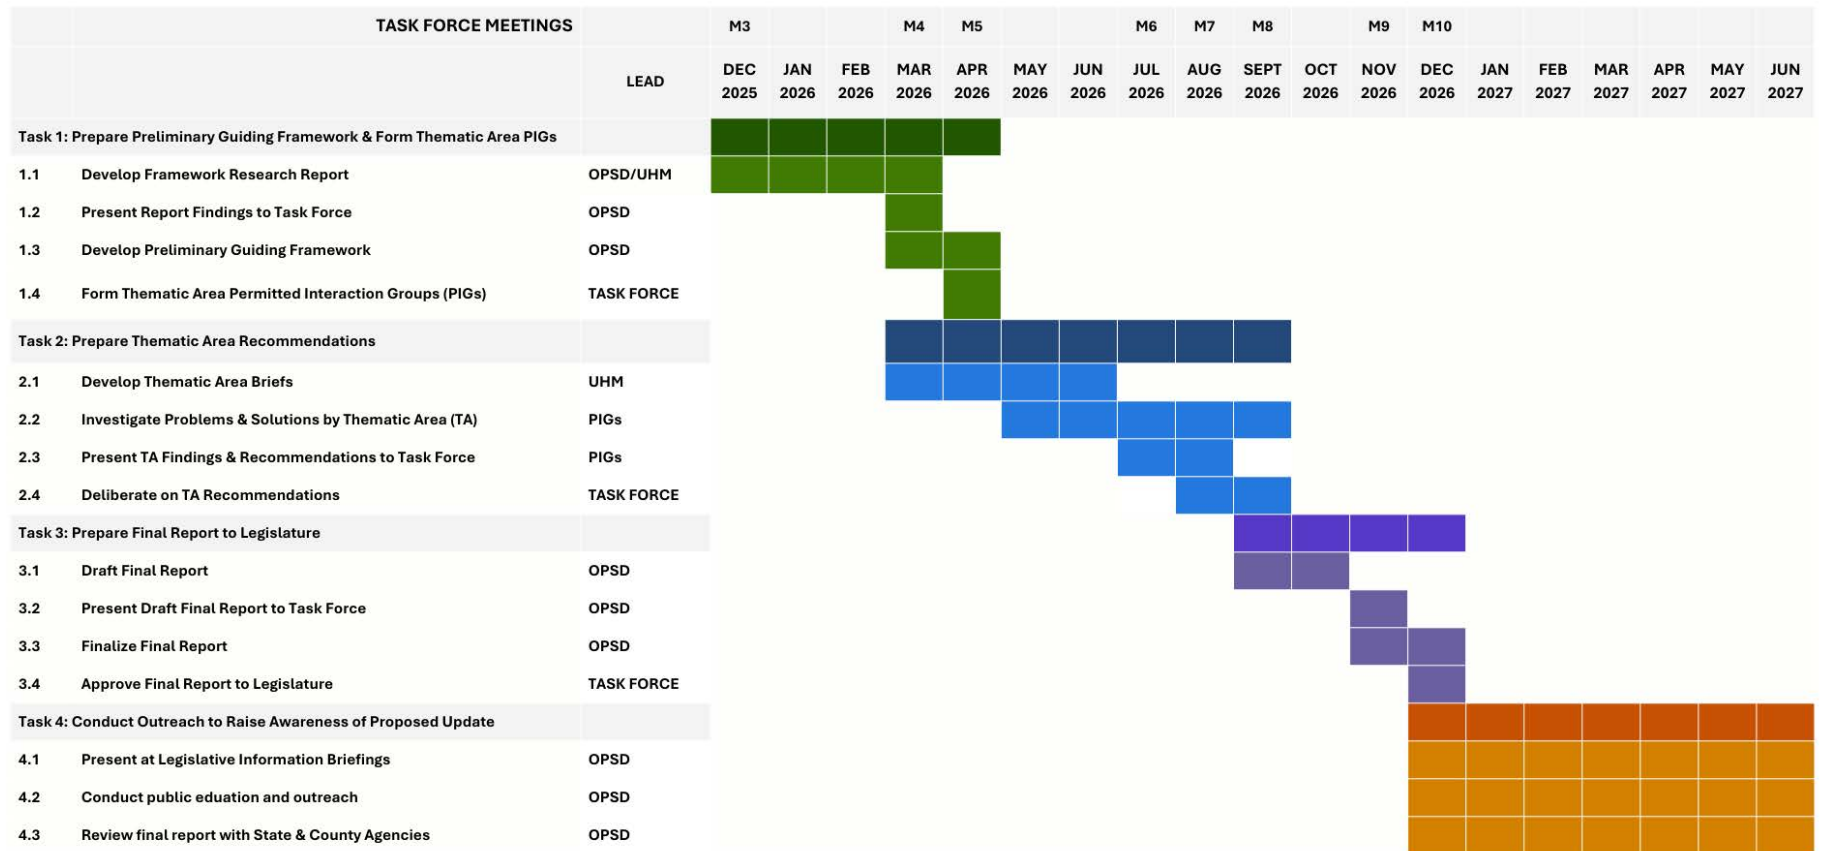 TASK FORCE MEETINGS M3 M4 M5 M6 M7 M8 M9 M10
LEAD DEC 2025 JAN 2026 FEB 2026 MAR 2026 APR 2026 MAY 2026 JUN 2026 JUL 2026 AUG 2026 SEPT 2026 OCT 2026 NOV 2026 DEC 2026 JAN 2027 FEB 2027 MAR 2027 APR 2027 MAY 2027 JUN 2027
Task 1: Prepare Preliminary Guiding Framework & Form Thematic Area PIGs
1.1 Develop Framework Research Report OPSD/UHM
1.2 Present Report Findings to Task Force OPSD
1.3 Develop Preliminary Guiding Framework OPSD
1.4 Form Thematic Area Permitted Interaction Groups (PIGs) TASK FORCE
Task 2: Prepare Thematic Area Recommendations
2.1 Develop Thematic Area Briefs UHM
2.2 Investigate Problems & Solutions by Thematic Area (TA) PIGs
2.3 Present TA Findings & Recommendations to Task Force PIGs
2.4 Deliberate on TA Recommendations TASK FORCE
Task 3: Prepare Final Report to Legislature
3.1 Draft Final Report OPSD
3.2 Present Draft Final Report to Task Force OPSD
3.3 Finalize Final Report OPSD
3.4 Approve Final Report to Legislature TASK FORCE
Task 4: Conduct Outreach to Raise Awareness of Proposed Update
4.1 Present at Legislative Information Briefings OPSD
4.2 Conduct public eduation and outreach OPSD
4.3 Review final report with State & County Agencies OPSD